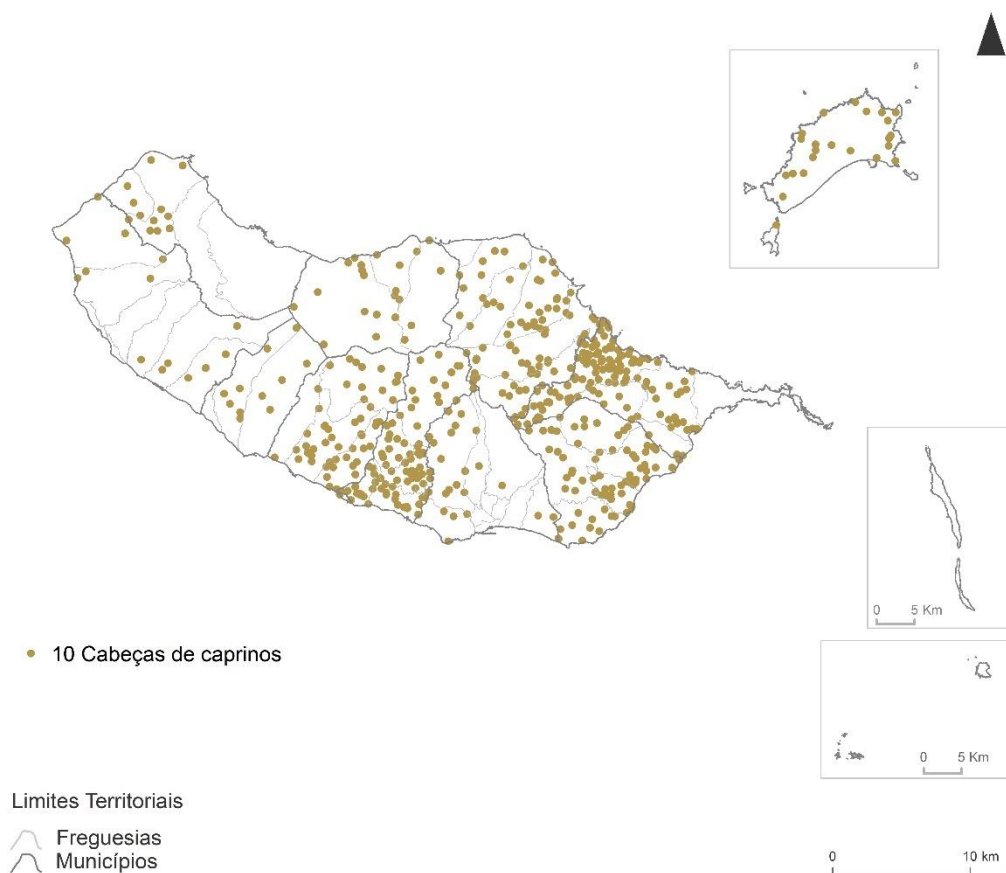 0 5 Km
10 Cabeças de caprinos
0 5 Km
Limites Territoriais
Freguesias
Municípios
0 10 km